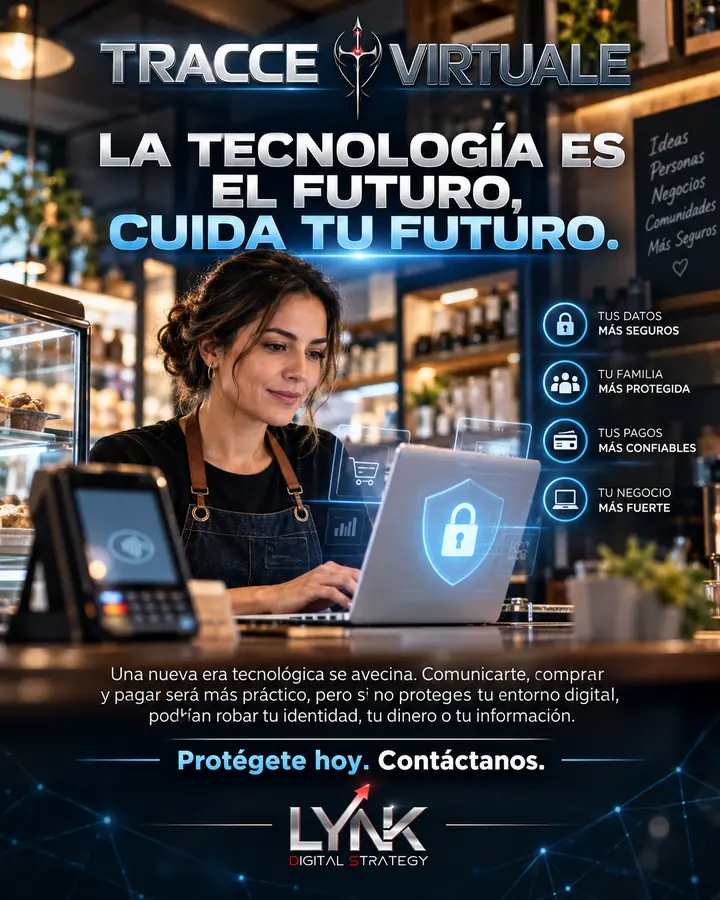 TRACCE VIRTUALE
LA TECNOLOGÍA ES
EL FUTURO,
CUIDA TU FUTURO.
Ideas
Personas
Negocios
Comunidades
Más Seguros
TUS DATOS
MÁS SEGUROS
TU FAMILIA
MÁS PROTEGIDA
TUS PAGOS
MÁS CONFIABLES
TU NEGOCIO
MÁS FUERTE
Una nueva era tecnológica se avecina. Comunicarte, comprar
y pagar será más práctico, pero si no proteges tu entorno digital,
podrían robar tu identidad, tu dinero o tu información.
Protégete hoy. Contáctanos.
LYNK
DIGITAL STRATEGY